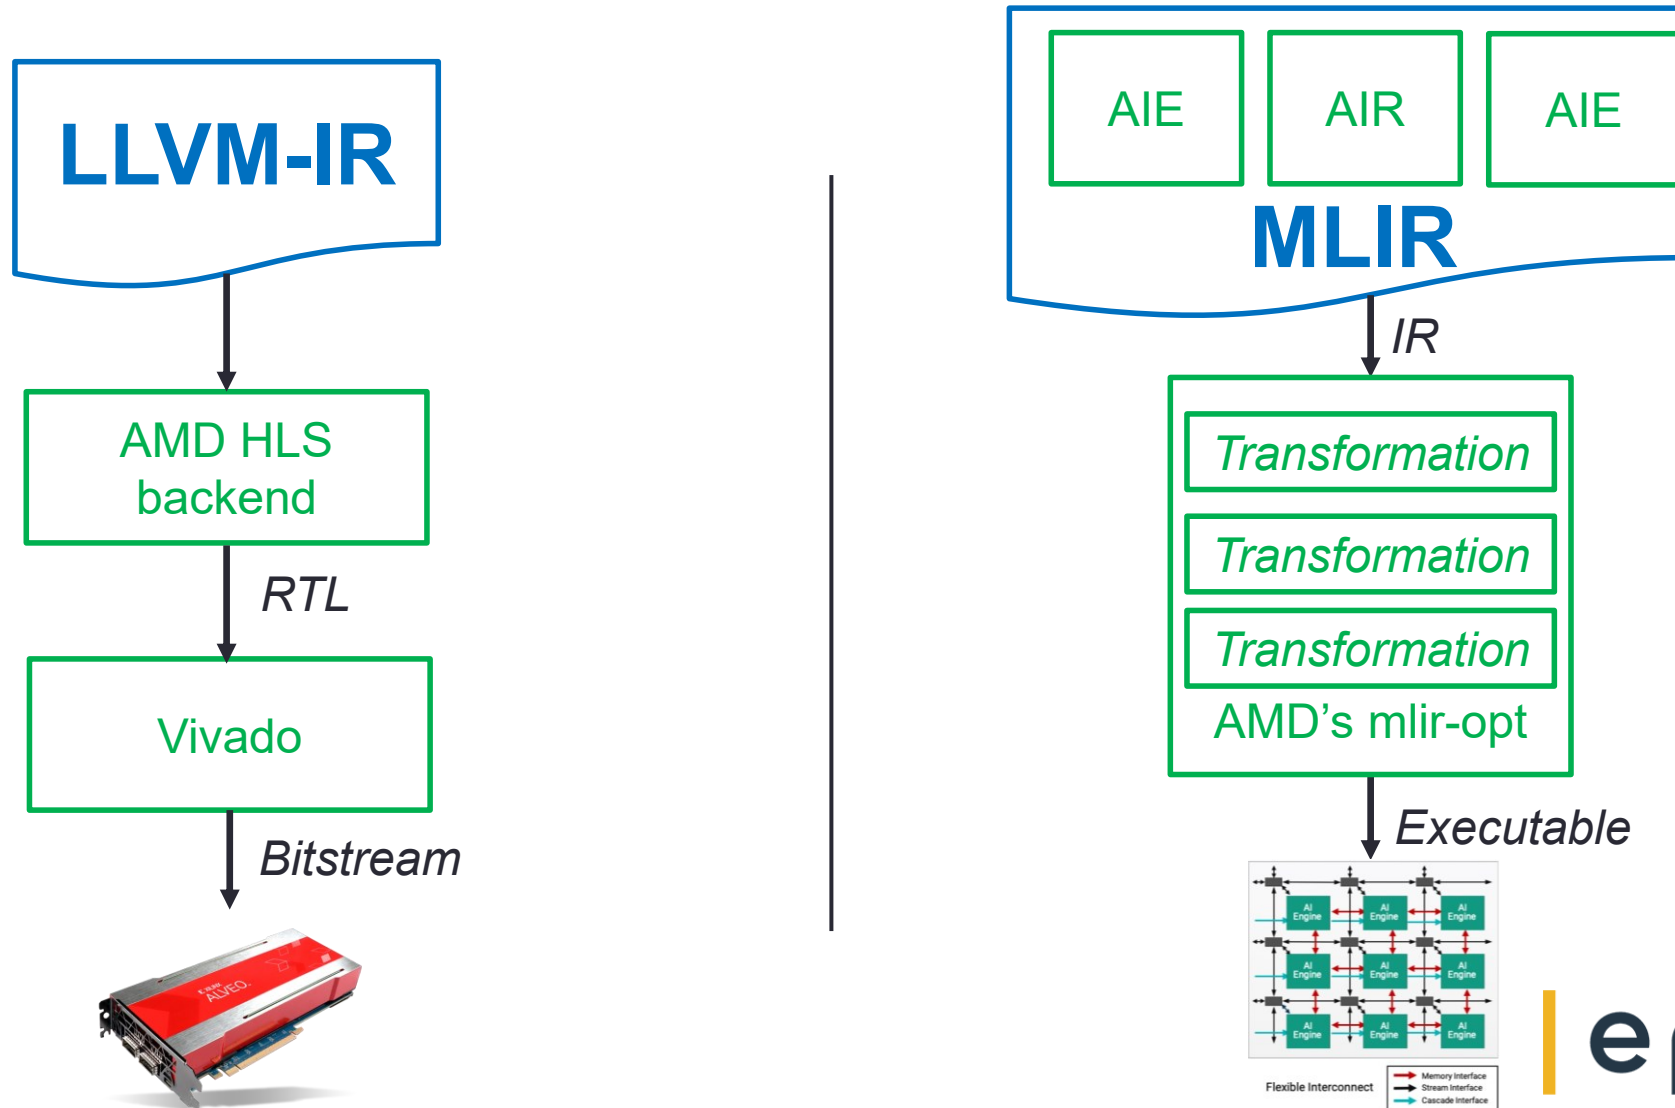 LLVM-IR
AMD HLS
backend
RTL
Vivado
Bitstream
XILINX
ALVEO.
AIE
AIR
AIE
MLIR
IR
Transformation
Transformation
Transformation
AMD's mlir-opt
Executable
AI
Engine
AI
Engine
AI
Engine
AI
Engine
AI
Engine
AI
Engine
AI
Engine
AI
Engine
AI
Engine
Flexible Interconnect
Memory Interface
Stream Interface
Cascade Interface